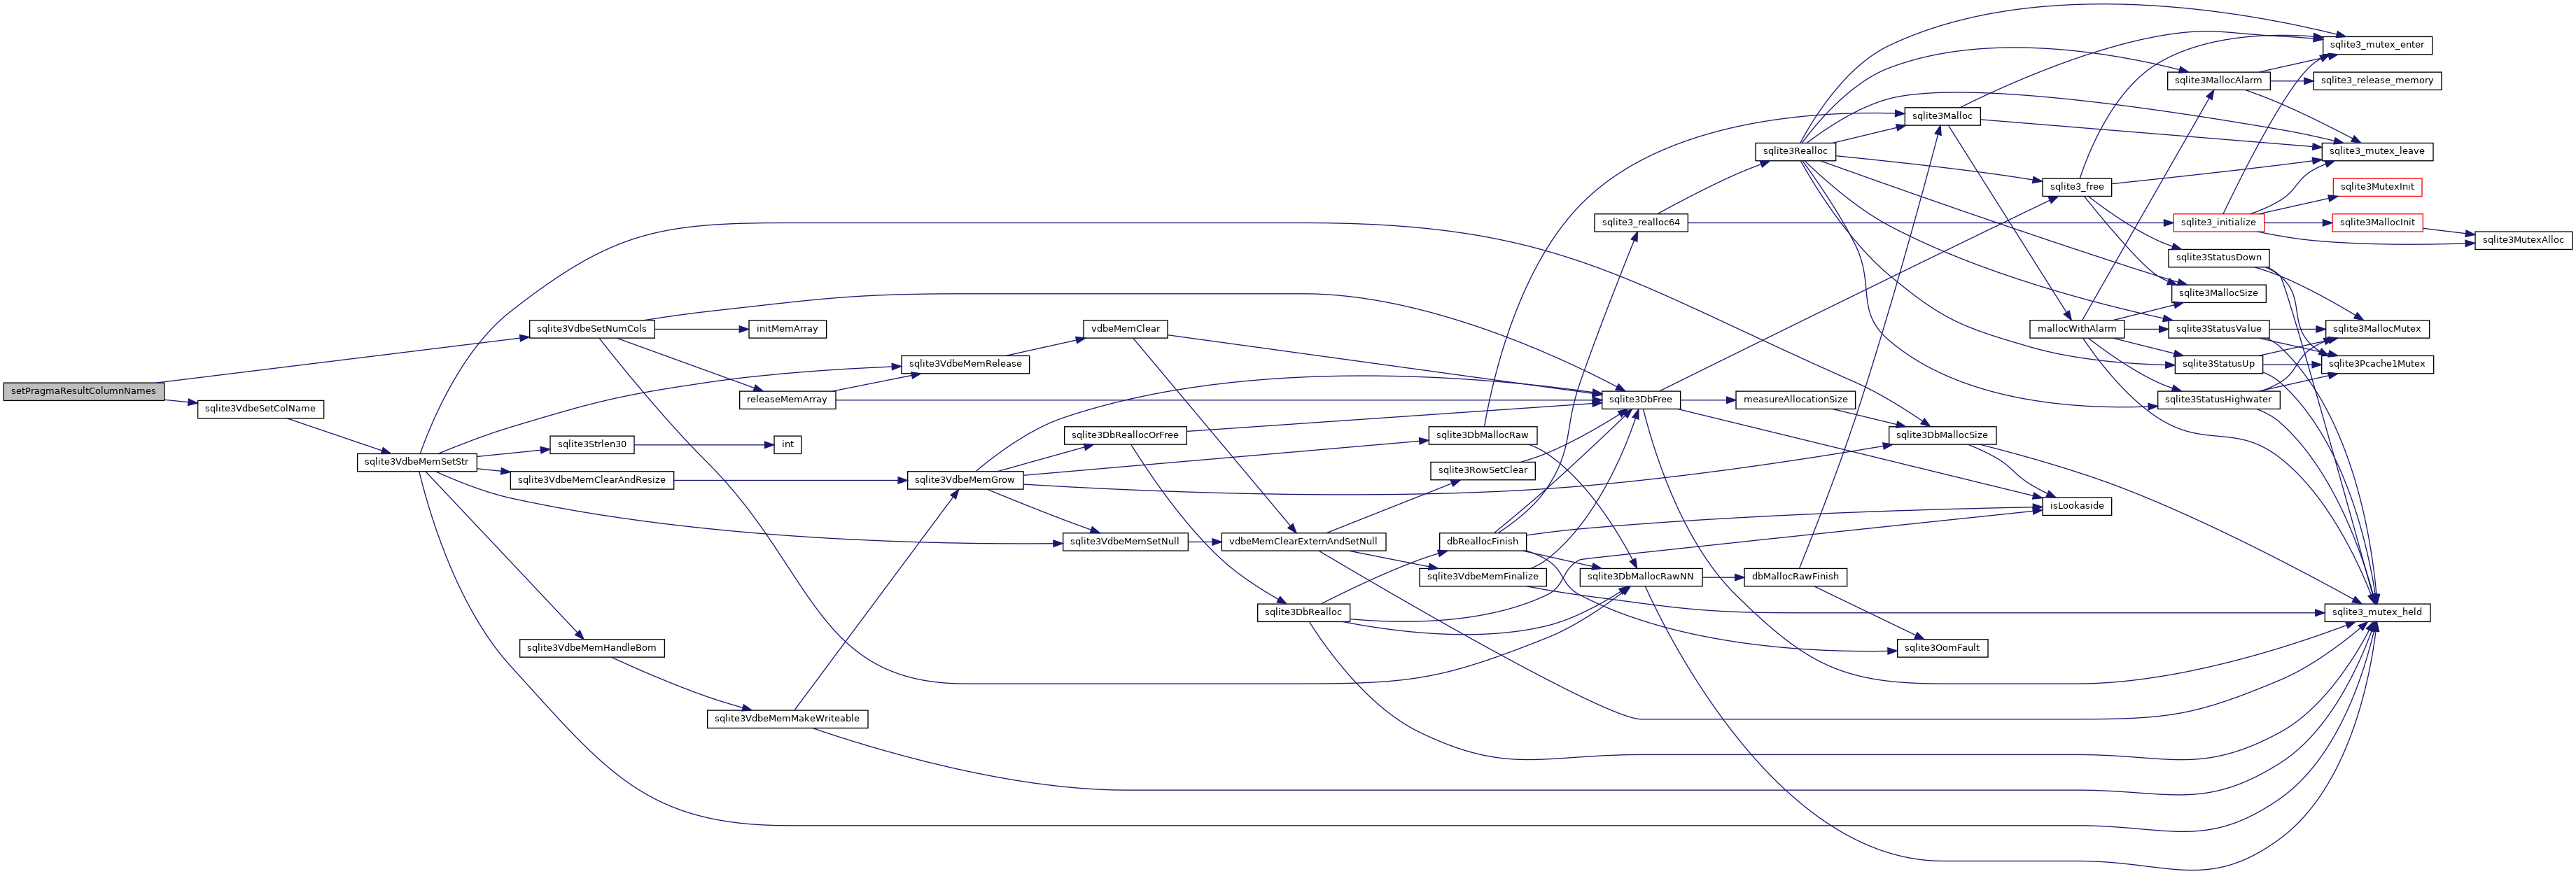 setPragmaResultColumnNames
sqlite3VdbeSetNumCols
sqlite3VdbeSetColName
sqlite3VdbeMemSetStr
initMemArray
releaseMemArray
sqlite3Strlen30
int
sqlite3VdbeMemClearAndResize
sqlite3VdbeMemHandleBom
sqlite3VdbeMemMakeWriteable
sqlite3VdbeMemRelease
sqlite3VdbeMemGrow
vdbeMemClear
sqlite3DbReallocOrFree
sqlite3VdbeMemSetNull
vdbeMemClearExternAndSetNull
sqlite3DbRealloc
sqlite3DbMallocRaw
sqlite3RowSetClear
dbReallocFinish
sqlite3VdbeMemFinalize
sqlite3_realloc64
sqlite3DbFree
sqlite3DbMallocRawNN
sqlite3Realloc
measureAllocationSize
dbMallocRawFinish
sqlite3Malloc
sqlite3DbMallocSize
sqlite3OomFault
sqlite3_free
mallocWithAlarm
isLookaside
sqlite3MallocAlarm
sqlite3_initialize
sqlite3StatusDown
sqlite3MallocSize
sqlite3StatusValue
sqlite3StatusUp
sqlite3StatusHighwater
sqlite3_mutex_enter
sqlite3_release_memory
sqlite3_mutex_leave
sqlite3MutexInit
sqlite3MallocInit
sqlite3MutexAlloc
sqlite3MallocMutex
sqlite3Pcache1Mutex
sqlite3_mutex_held